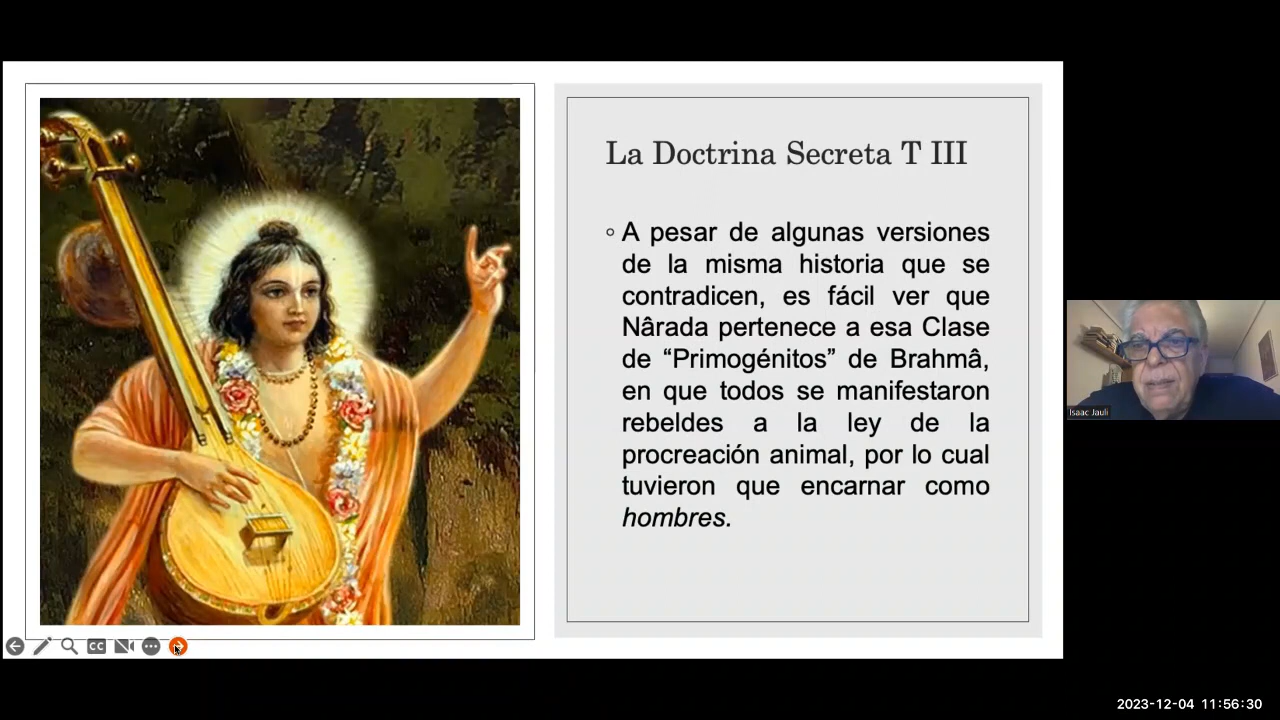 La Doctrina Secreta T III
◦ A pesar de algunas versiones
de la misma historia que se
contradicen, es fácil ver que
Nârada pertenece a esa Clase
de “Primogénitos” de Brahmâ,
en que todos se manifestaron
rebeldes a la ley de la
procreación animal, por lo cual
tuvieron que encarnar como
hombres.
Isaac Jauli
CC
2023-12-04 11:56:30